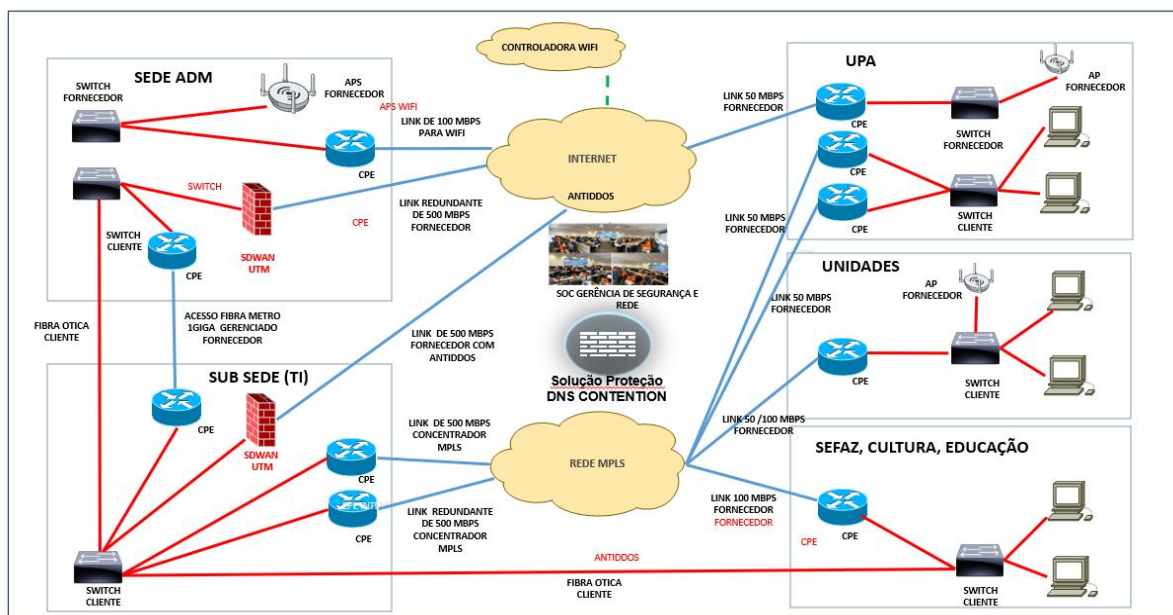 CONTROLADORA WIFI
SEDE ADM
SWITCH
FORNECEDOR
APS
FORNECEDOR
APS WIFI
LINK DE 100 MBPS
PARA WIFI
CPE
SWITCH
SWITCH
CLIENTE
CPE
SDWAN
UTM
LINK REDUNDANTE
DE 500 MBPS
FORNECEDOR
CPE
INTERNET
ANTIDDOS
SOC GERÊNCIA DE SEGURANÇA E
REDE
Solução Proteção
DNS CONTENTION
FIBRA OTICA
CLIENTE
ACESSO FIBRA METRO
1GIGA GERENCIADO
FORNECEDOR
LINK DE 500 MBPS
FORNECEDOR COM
ANTIDDOS
SUB SEDE (TI)
CPE
SDWAN
UTM
LINK DE 500 MBPS
CONCENTRADOR
MPLS
CPE
CPE
LINK REDUNDANTE
DE 500 MBPS
CONCENTRADOR
MPLS
REDE MPLS
SWITCH
CLIENTE
ANTIDDOS
FIBRA OTICA
CLIENTE
UPA
LINK 50 MBPS
FORNECEDOR
CPE
AP
FORNECEDOR
SWITCH
FORNECEDOR
CPE
LINK 50 MBPS
FORNECEDOR
CPE
SWITCH
CLIENTE
UNIDADES
LINK 50 MBPS
FORNECEDOR
AP
FORNECEDOR
CPE
SWITCH
CLIENTE
LINK 50 /100 MBPS
FORNECEDOR
SEFAZ, CULTURA, EDUCAÇÃO
LINK 100 MBPS
FORNECEDOR
FORNECEDOR
CPE
CPE
SWITCH
CLIENTE